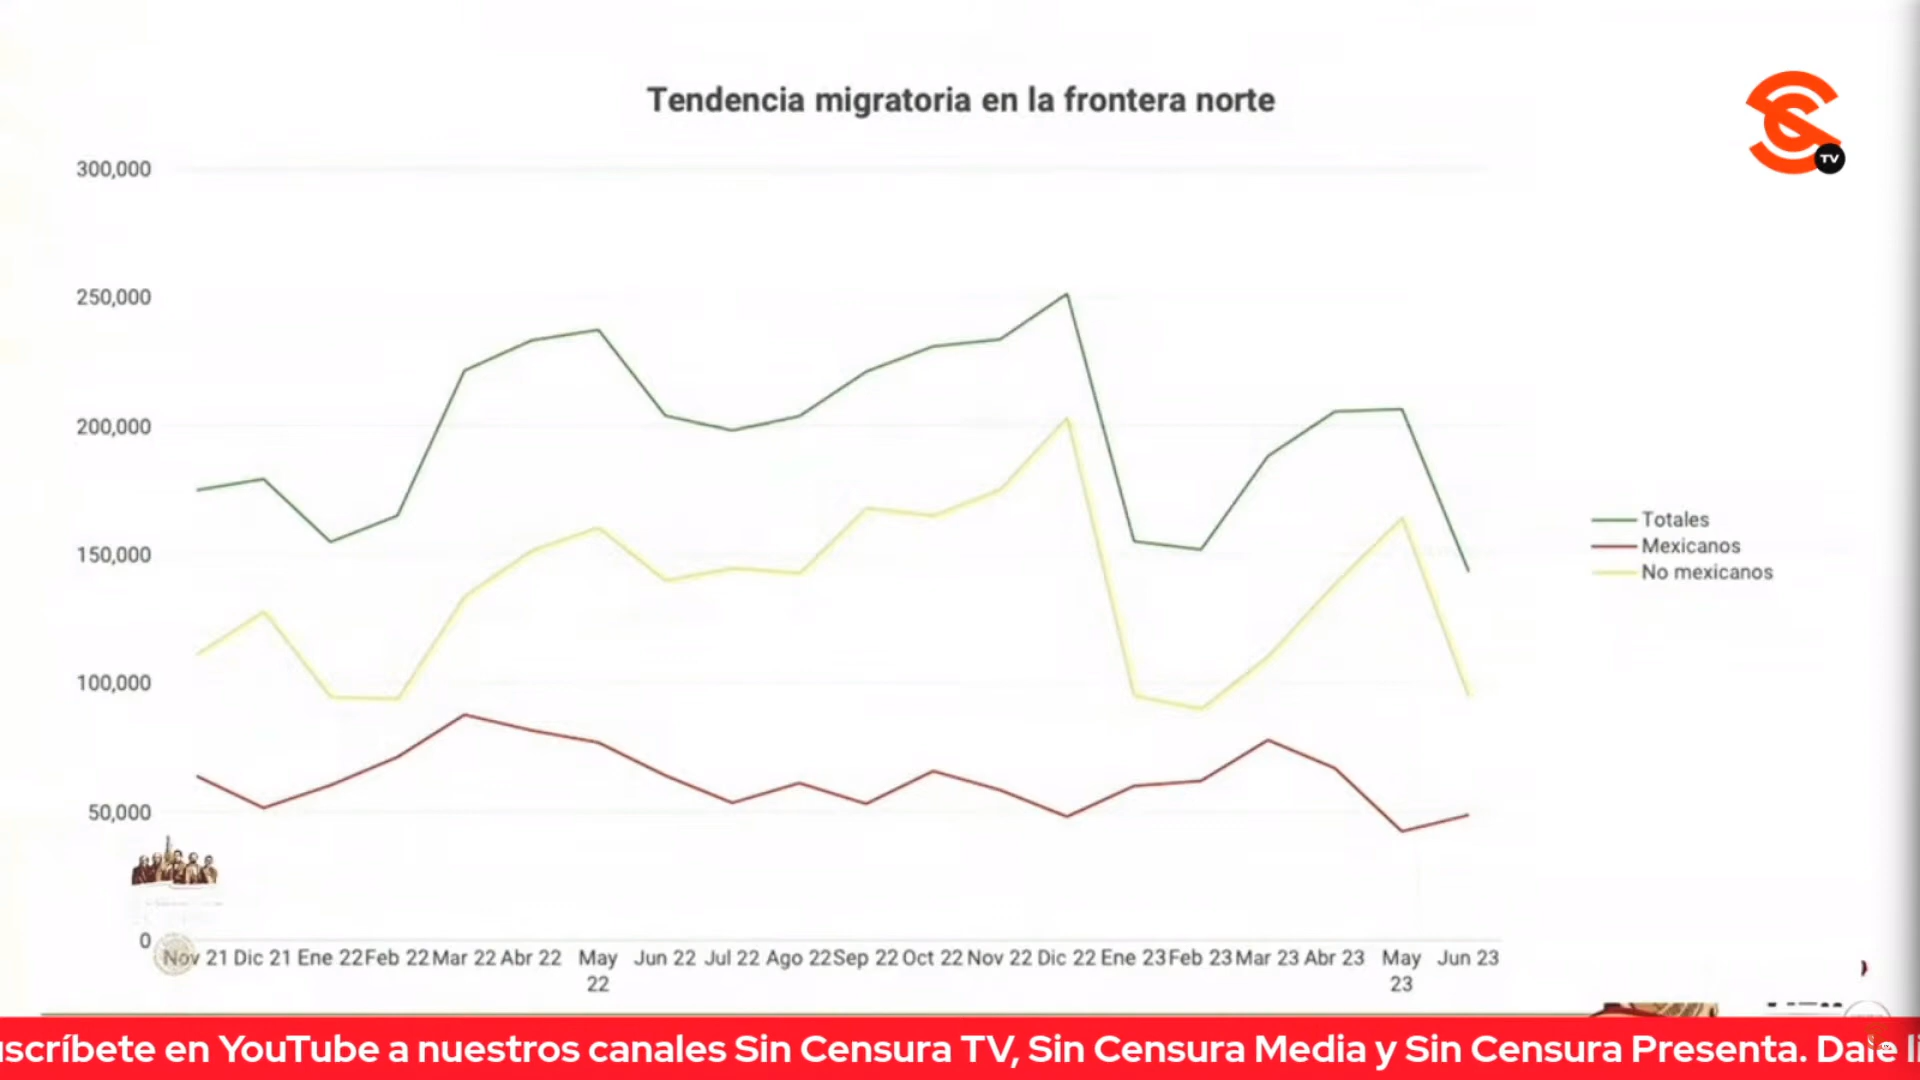 Tendencia migratoria en la frontera norte
TV
300,000
250,000
200,000
150,000
100,000
50,000
0
Totales
Mexicanos
No mexicanos
Nov 21 Dic 21 Ene 22 Feb 22 Mar 22 Abr 22 May 22 Jun 22 Jul 22 Ago 22 Sep 22 Oct 22 Nov 22 Dic 22 Ene 23 Feb 23 Mar 23 Abr 23 May 23 Jun 23
uscríbete en YouTube a nuestros canales Sin Censura TV, Sin Censura Media y Sin Censura Presenta. Dale li